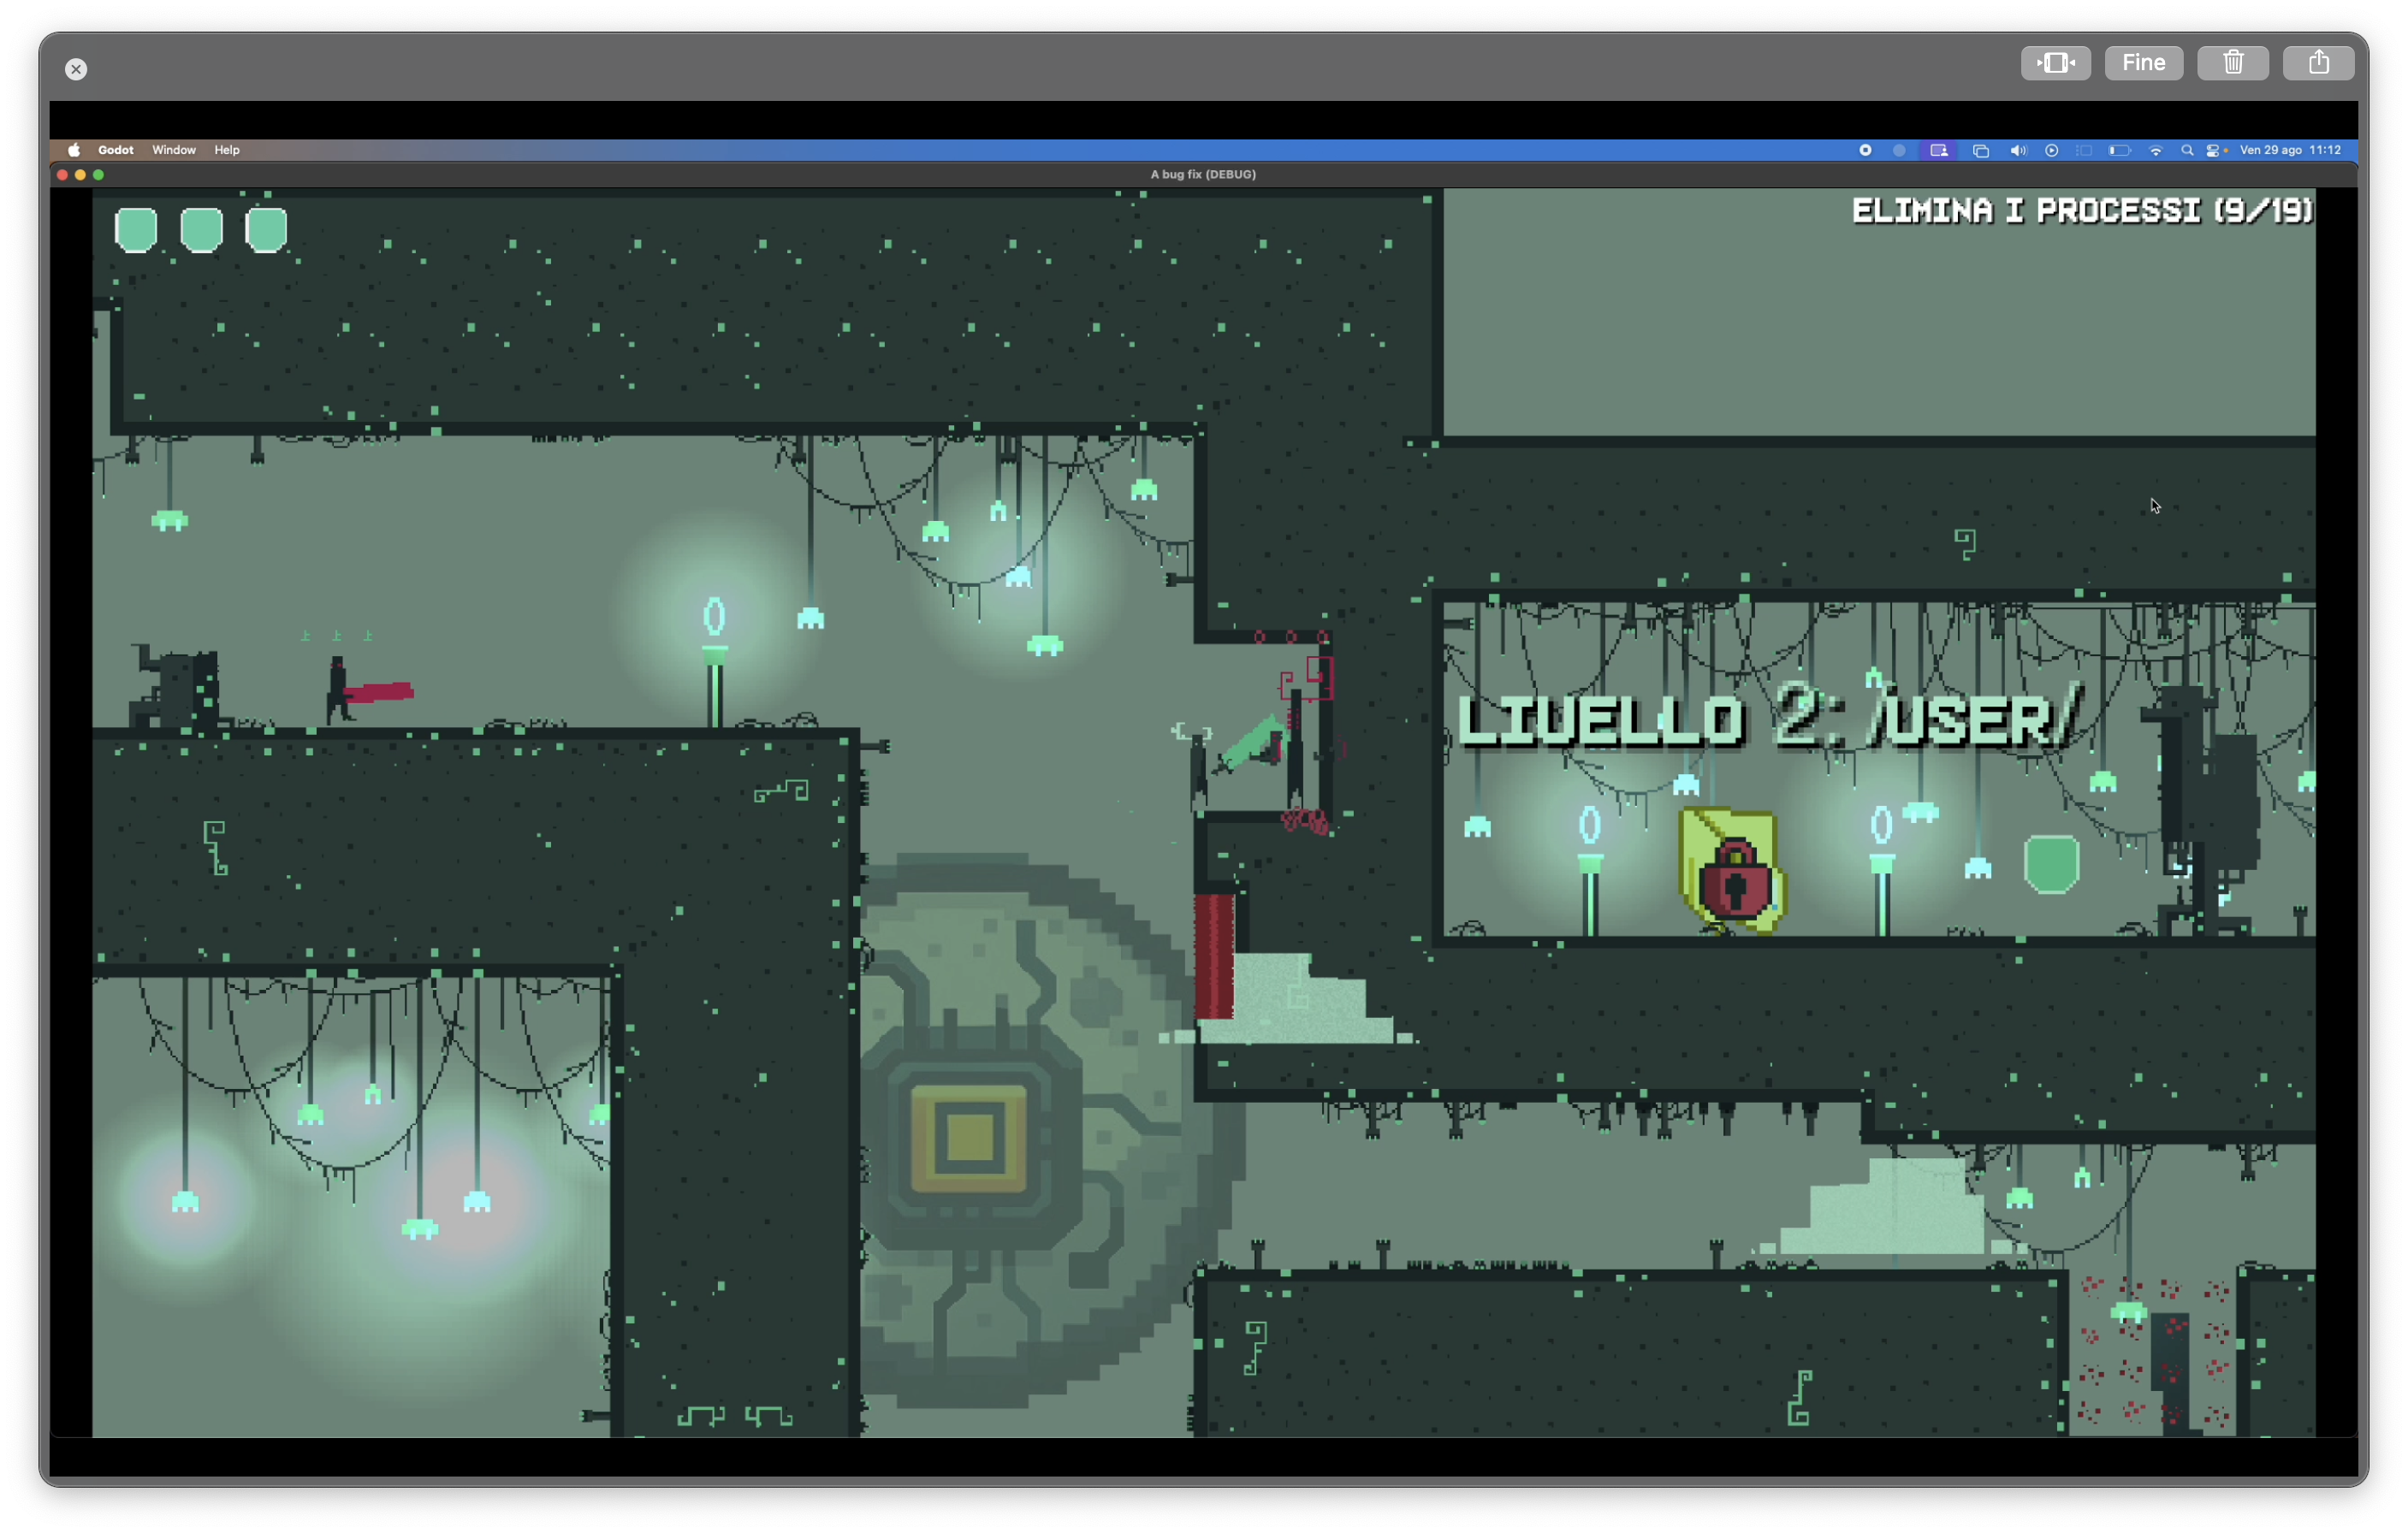 Fine
Godot Window Help
Ven 29 ago 11:12
A bug fix (DEBUG)
ELIMINA I PROCESSI (9/19)
LIVELLO 2: /USER/